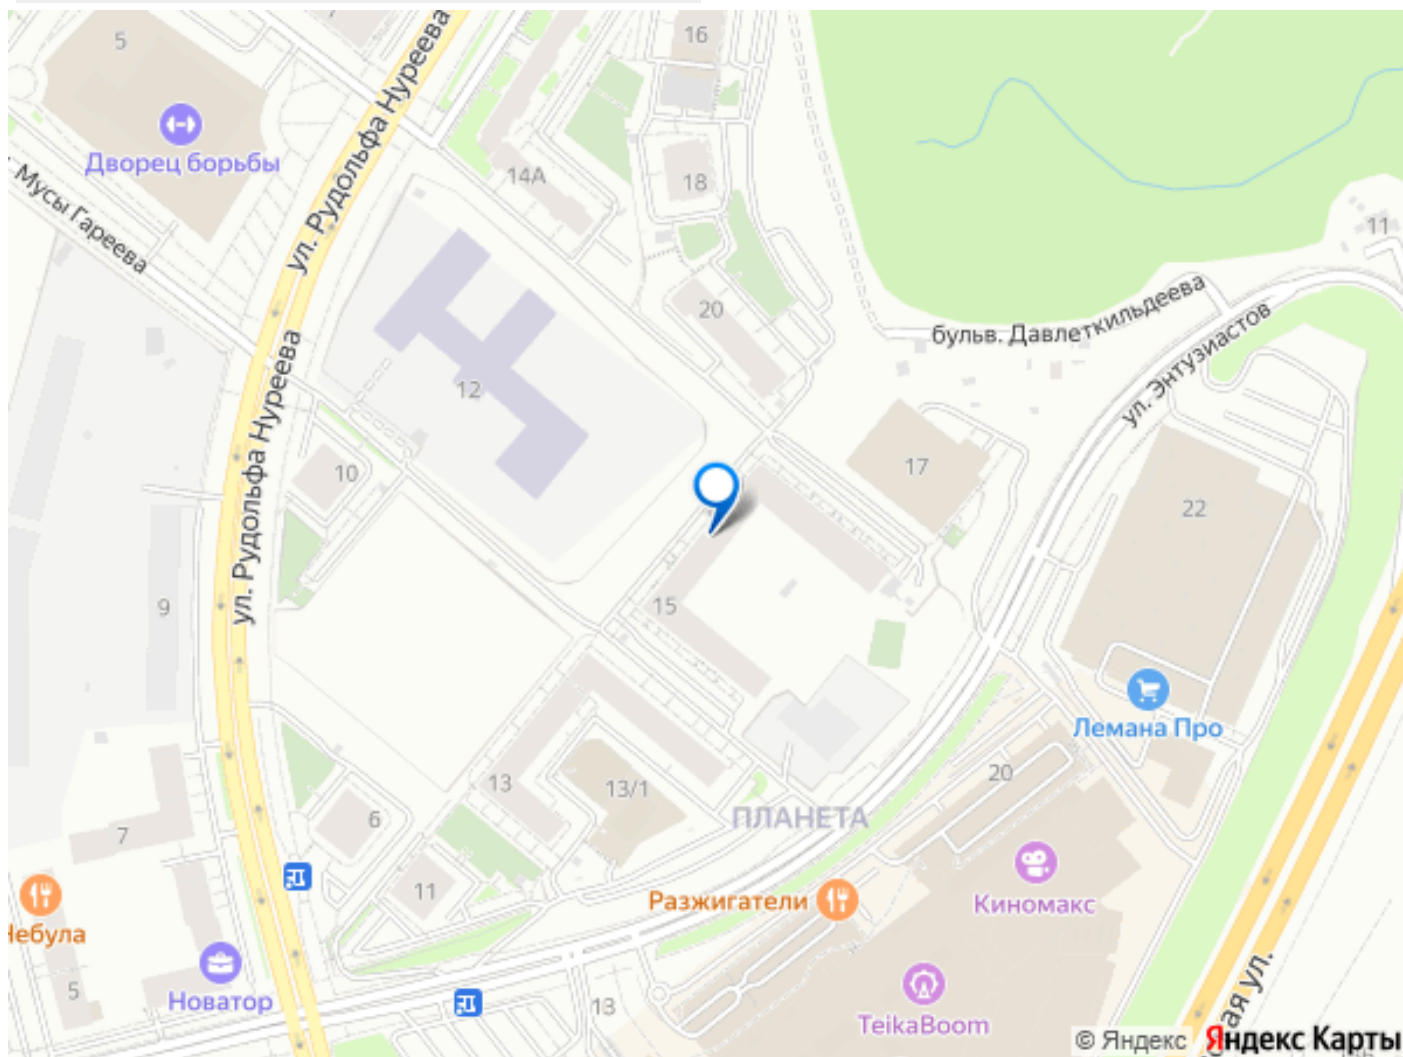 5
16
ул. Рудольфа Нуреева
Дворец борьбы
14А
18
Мусы Гареева
11
20
бульв. Давлеткильдеева
ул. Энтузиастов
12
ул. Рудольфа Нуреева
10
17
22
9
15
Лемана Про
20
13
13/1
ПЛАНЕТА
6
7
11
Разжигатели
Киномакс
Небула
5
Новатор
13
TeikaBoom
ая ул.
© Яндекс Яндекс Карты